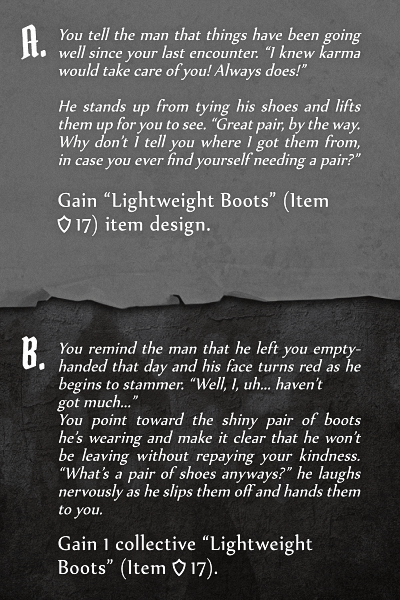 A.
You tell the man that things have been going
well since your last encounter. “I knew karma
would take care of you! Always does!”
He stands up from tying his shoes and lifts
them up for you to see. “Great pair, by the way.
Why don’t I tell you where I got them from,
in case you ever find yourself needing a pair?”
Gain “Lightweight Boots” (Item
17) item design.
B.
You remind the man that he left you empty-
handed that day and his face turns red as he
begins to stammer. “Well, I, uh... haven’t
got much...”
You point toward the shiny pair of boots
he’s wearing and make it clear that he won’t
be leaving without repaying your kindness.
“What’s a pair of shoes anyways?” he laughs
nervously as he slips them off and hands them
to you.
Gain 1 collective “Lightweight
Boots” (Item 17).